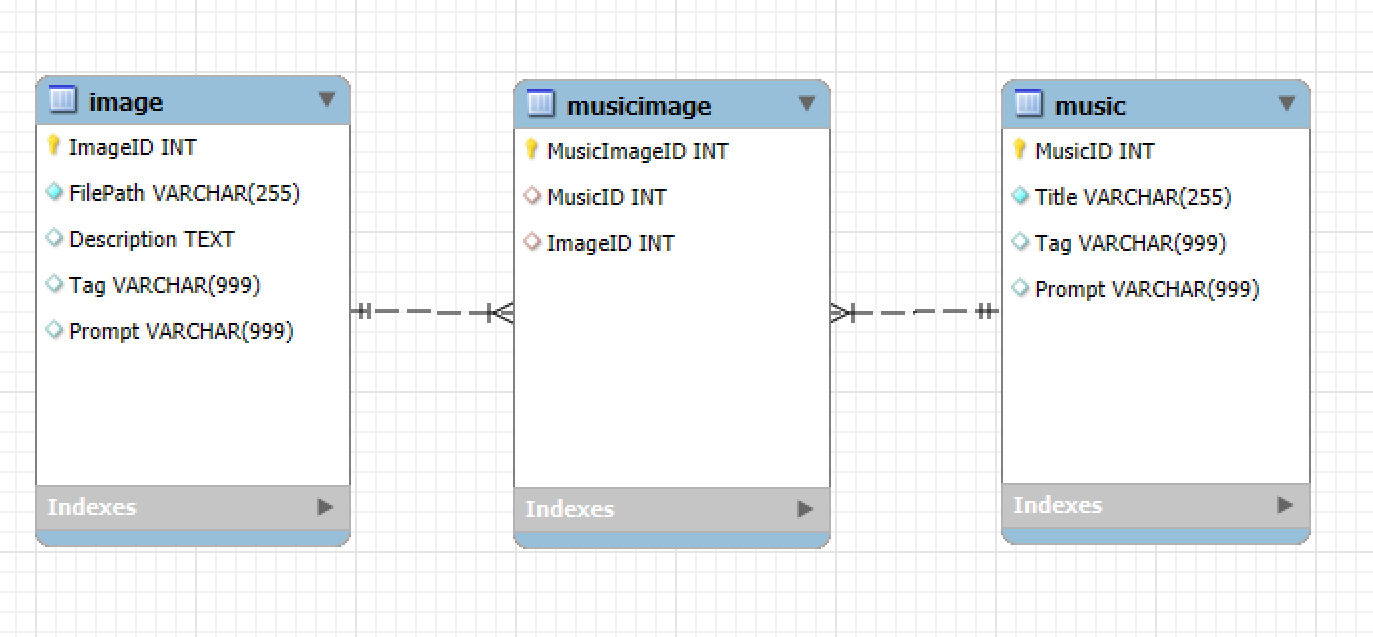 image
ImageID INT
FilePath VARCHAR(255)
Description TEXT
Tag VARCHAR(999)
Prompt VARCHAR(999)
Indexes
musicimage
MusicImageID INT
MusicID INT
ImageID INT
Indexes
music
MusicID INT
Title VARCHAR(255)
Tag VARCHAR(999)
Prompt VARCHAR(999)
Indexes